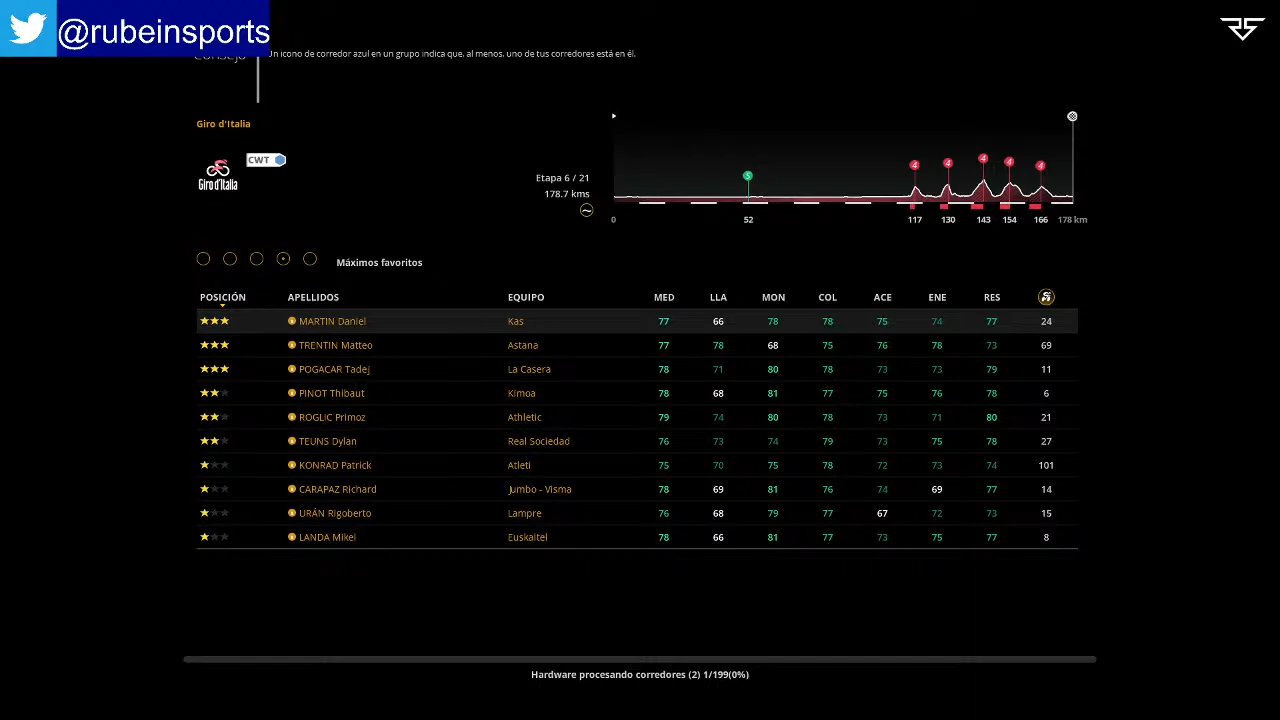 @rubeinsports
Consejo
Un icono de corredor azul en un grupo indica que, al menos, uno de tus corredores está en él.
Giro d'Italia
CWT
Giro d'Italia
Etapa 6 / 21
178.7 kms
S
4 4 4 4 4
0 52 117 130 143 154 166 178 km
Máximos favoritos
POSICIÓN APELLIDOS EQUIPO MED LLA MON COL ACE ENE RES
MARTIN Daniel Kas 77 66 78 78 75 74 77 24
TRENTIN Matteo Astana 77 78 68 75 76 78 73 69
POGACAR Tadej La Casera 78 71 80 78 73 73 79 11
PINOT Thibaut Kimoa 78 68 81 77 75 76 78 6
ROGLIC Primoz Athletic 79 74 80 78 73 71 80 21
TEUNS Dylan Real Sociedad 76 73 74 79 73 75 78 27
KONRAD Patrick Atleti 75 70 75 78 72 73 74 101
CARAPAZ Richard Jumbo - Visma 78 69 81 76 74 69 77 14
URÁN Rigoberto Lampre 76 68 79 77 67 72 73 15
LANDA Mikel Euskaltel 78 66 81 77 73 75 77 8
Hardware procesando corredores (2) 1/199(0%)